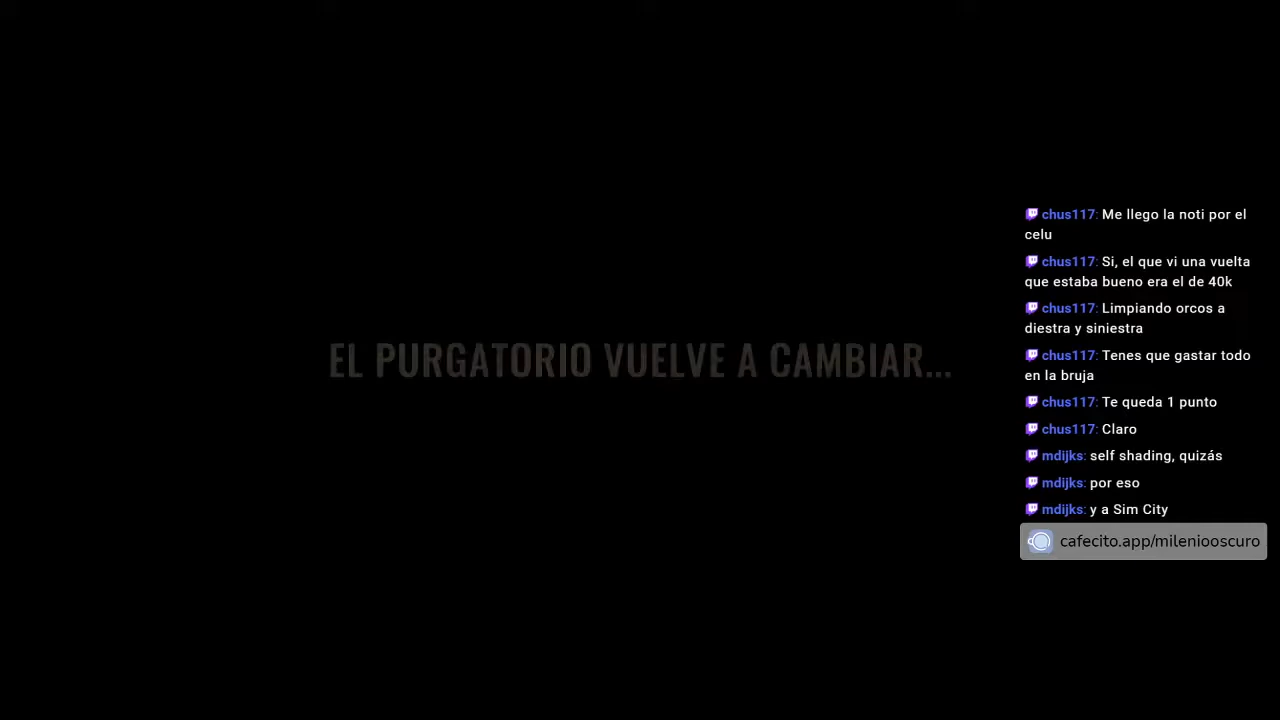 EL PURGATORIO VUELVE A CAMBIAR...
chus117: Me llego la noti por el
celu
chus117: Si, el que vi una vuelta
que estaba bueno era el de 40k
chus117: Limpiando orcos a
diestra y siniestra
chus117: Tenes que gastar todo
en la bruja
chus117: Te queda 1 punto
chus117: Claro
mdijks: self shading, quizás
mdijks: por eso
mdijks: y a Sim City
cafecito.app/mileniooscuro